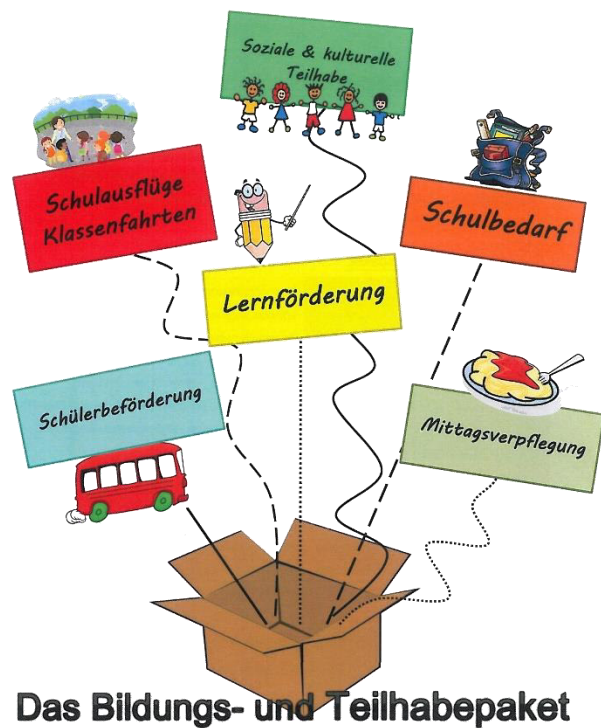 Soziale & kulturelle
Teilhabe
Schulausflüge
Klassenfahrten
Schulbedarf
Lernförderung
Schülerbeförderung
Mittagsverpflegung
Das Bildungs- und Teilhabepaket